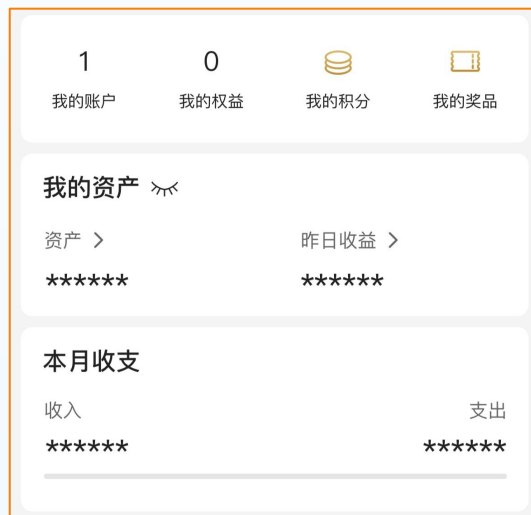 1 0
我的账户 我的权益 我的积分 我的奖品
我的资产
资产 昨日收益
****** ******
本月收支
收入 支出
****** ******